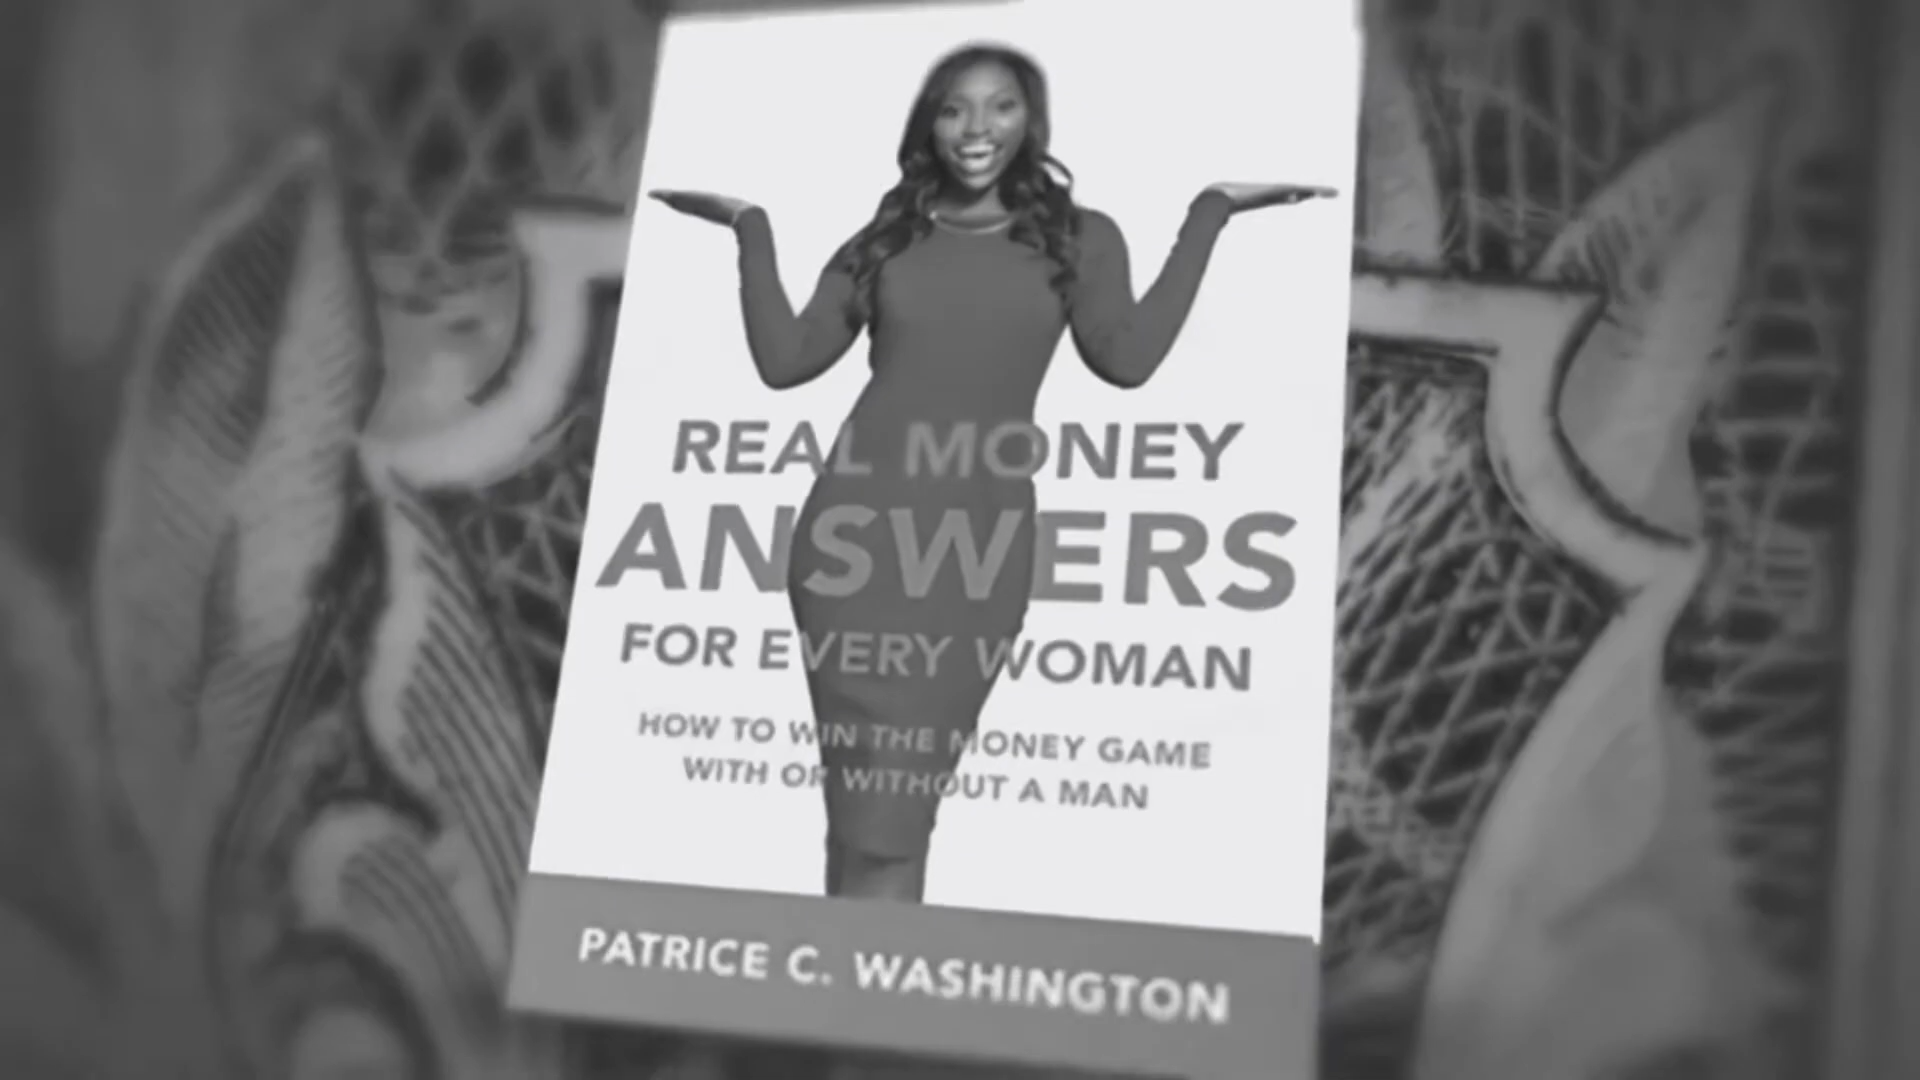 REAL MONEY
ANSWERS
FOR EVERY WOMAN
HOW TO WIN THE MONEY GAME
WITH OR WITHOUT A MAN
PATRICE C. WASHINGTON